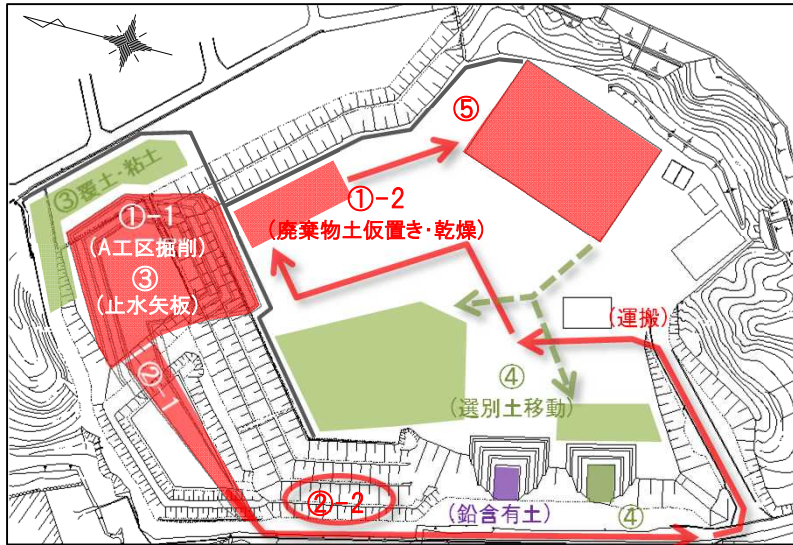 ⑤
③覆土・粘土
①-1
(A工区掘削)
③
(止水矢板)
①-2
(廃棄物土仮置き・乾燥)
(運搬)
②-1
④
(選別土移動)
②-2
(鉛含有土)
④